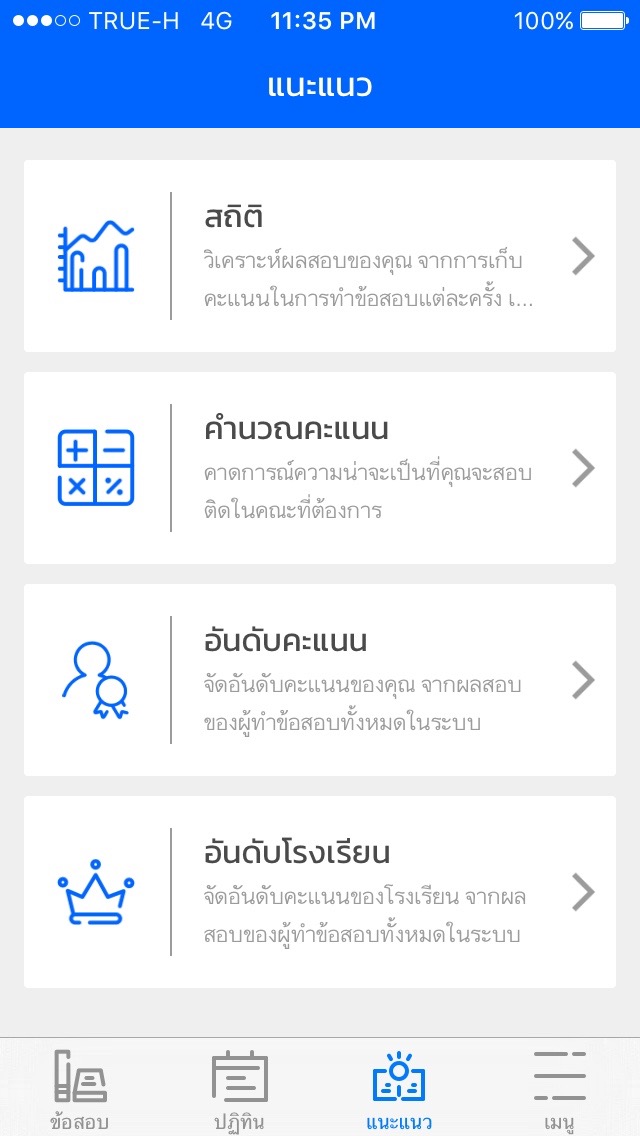 TRUE-H 4G 11:35 PM 100%
แนะแนว
สถิติ
วิเคราะห์ผลสอบของคุณ จากการเก็บ
คะแนนในการทำข้อสอบแต่ละครั้ง เ...
คำนวณคะแนน
คาดการณ์ความน่าจะเป็นที่คุณจะสอบ
ติดในคณะที่ต้องการ
อันดับคะแนน
จัดอันดับคะแนนของคุณ จากผลสอบ
ของผู้ทำข้อสอบทั้งหมดในระบบ
อันดับโรงเรียน
จัดอันดับคะแนนของโรงเรียน จากผล
สอบของผู้ทำข้อสอบทั้งหมดในระบบ
ข้อสอบ ปฏิทิน แนะแนว เมนู